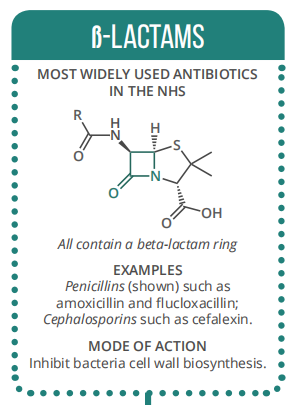 ß-LACTAMS
MOST WIDELY USED ANTIBIOTICS
IN THE NHS
R
H
N
H
S
O
O
N
O
OH
All contain a beta-lactam ring
EXAMPLES
Penicillins (shown) such as
amoxicillin and flucloxacillin;
Cephalosporins such as cefalexin.
MODE OF ACTION
Inhibit bacteria cell wall biosynthesis.